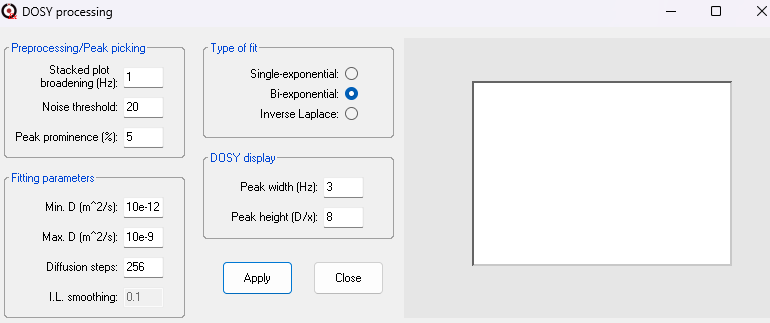 DOSY processing
Preprocessing/Peak picking
Stacked plot
broadening (Hz): 1
Noise threshold: 20
Peak prominence (%): 5
Fitting parameters
Min. D (m^2/s): 10e-12
Max. D (m^2/s): 10e-9
Diffusion steps: 256
I.L. smoothing: 0.1
Type of fit
Single-exponential:
Bi-exponential:
Inverse Laplace:
DOSY display
Peak width (Hz): 3
Peak height (D/x): 8
Apply
Close